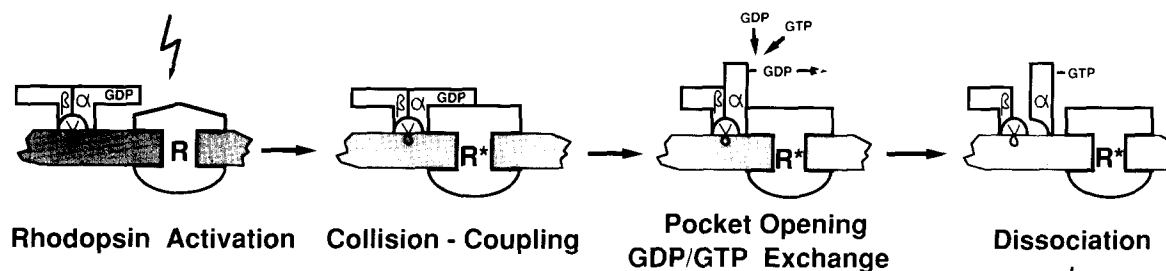 β α GDP
R
Rhodopsin Activation
β α GDP
γ
R*
Collision - Coupling
GDP GTP
GDP
β α
γ
R*
Pocket Opening
GDP/GTP Exchange
GTP
β α
γ
R*
Dissociation